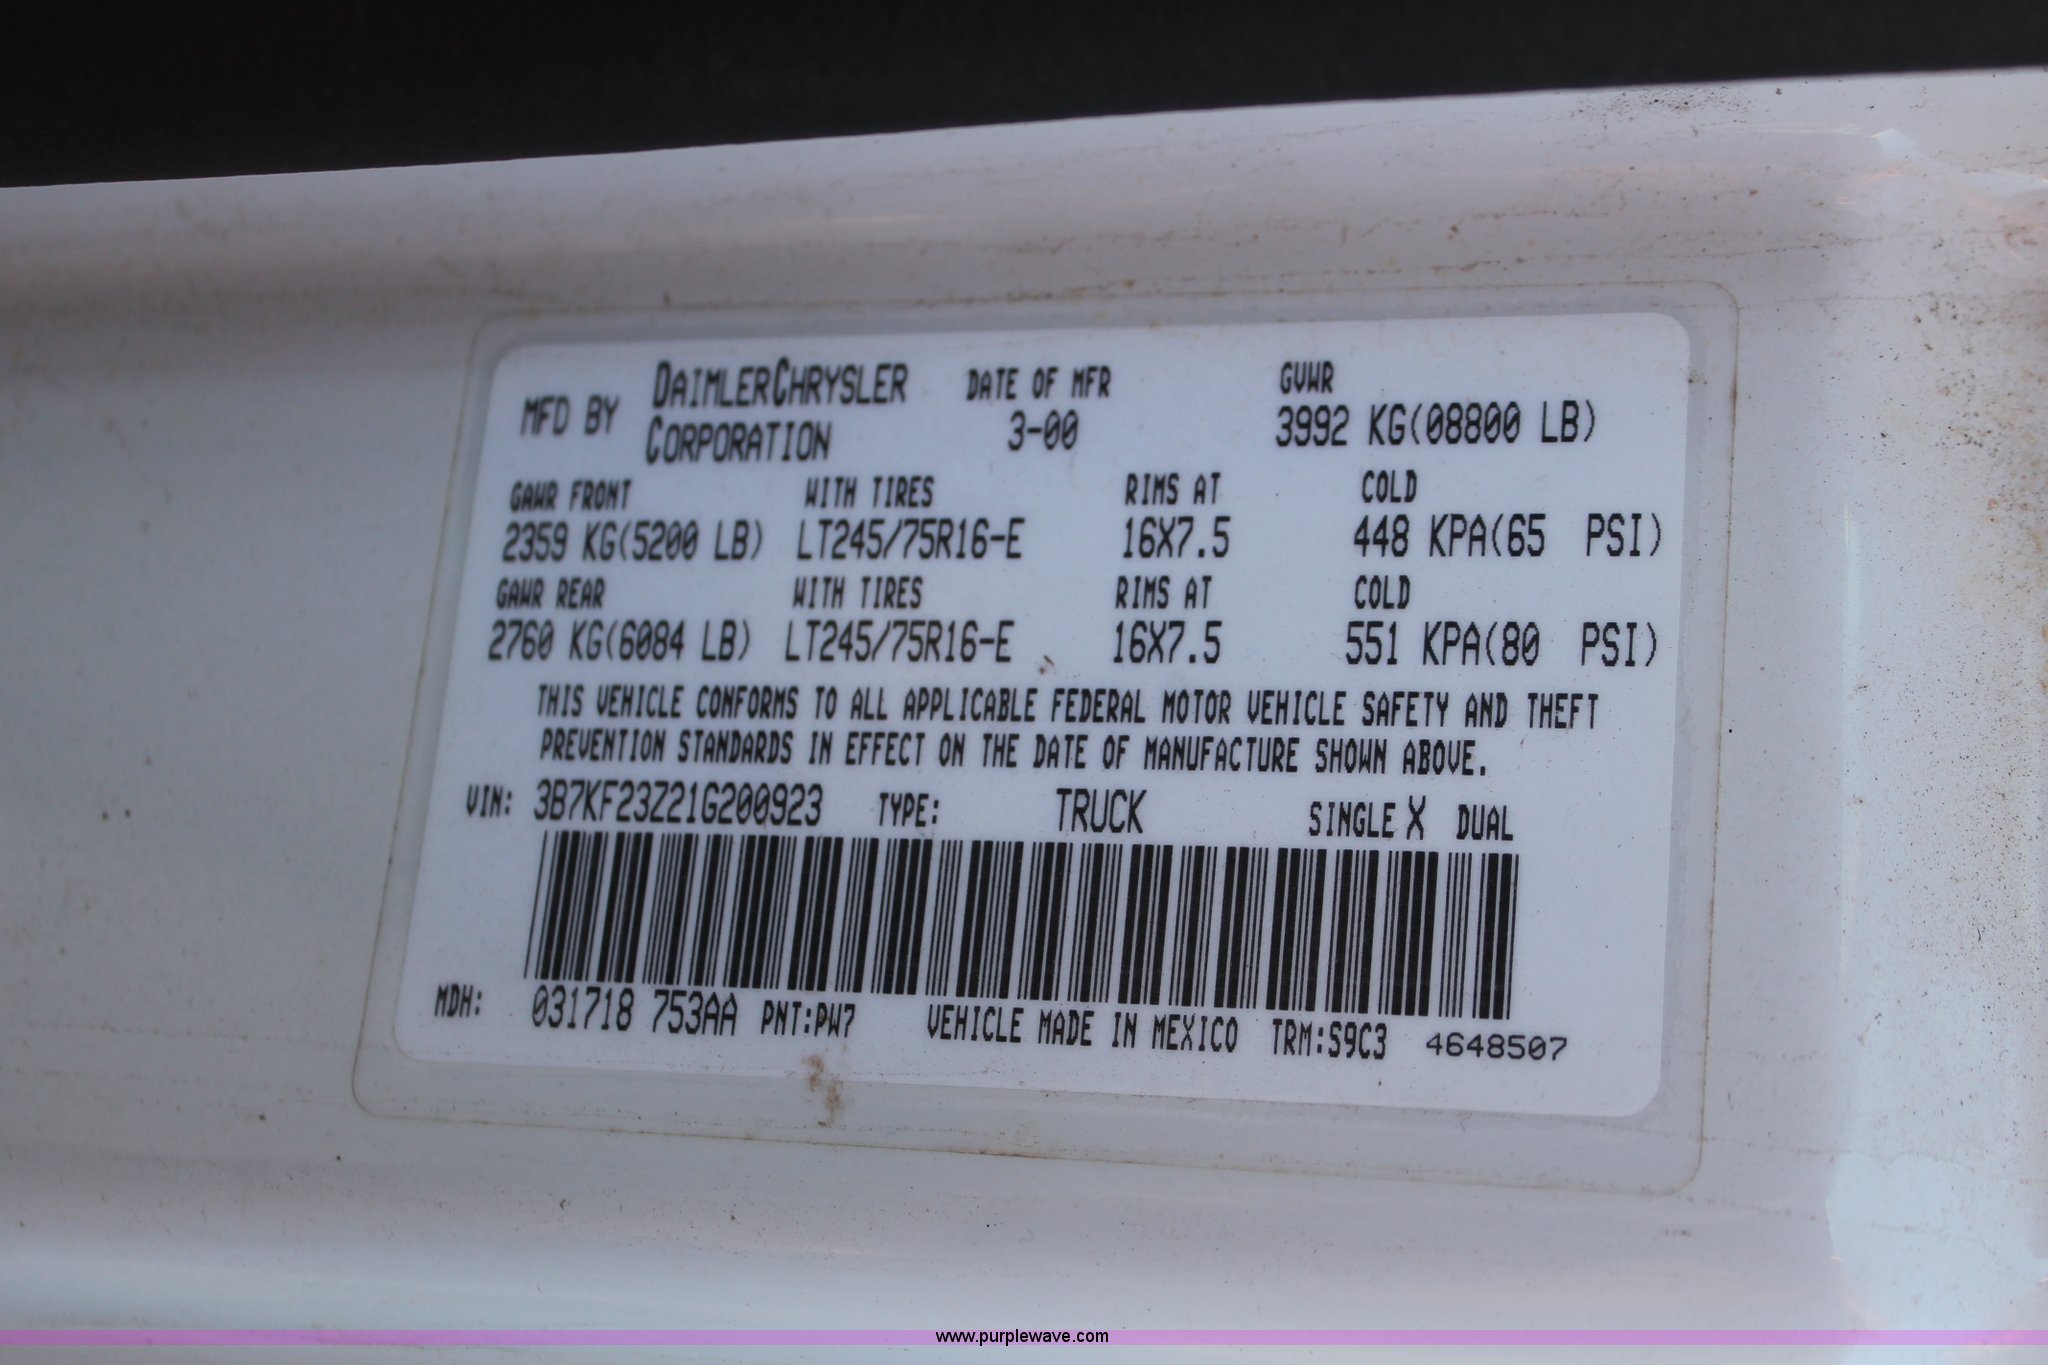 MFD BY DAIMLERCHRYSLER CORPORATION DATE OF MFR 3-00 GVWR 3992 KG(08800 LB)
GAWR FRONT WITH TIRES RIMS AT COLD
2359 KG(5200 LB) LT245/75R16-E 16X7.5 448 KPA(65 PSI)
GAWR REAR WITH TIRES RIMS AT COLD
2760 KG(6084 LB) LT245/75R16-E 16X7.5 551 KPA(80 PSI)
THIS VEHICLE CONFORMS TO ALL APPLICABLE FEDERAL MOTOR VEHICLE SAFETY AND THEFT
PREVENTION STANDARDS IN EFFECT ON THE DATE OF MANUFACTURE SHOWN ABOVE.
VIN: 3B7KF23Z21G200923 TYPE: TRUCK SINGLE X DUAL
MDH: 031718 753AA PNT:PW7 VEHICLE MADE IN MEXICO TRM:S9C3 4648507
www.purplewave.com